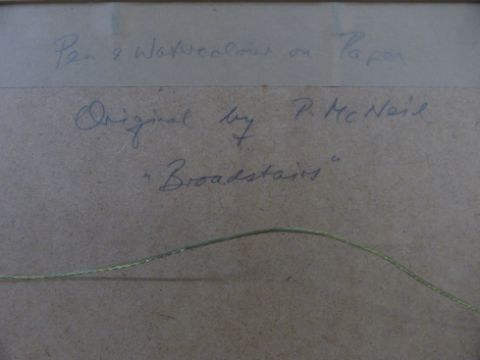 Pen & Watercolour on Paper
Original by P. McNeil
"Broadstairs"